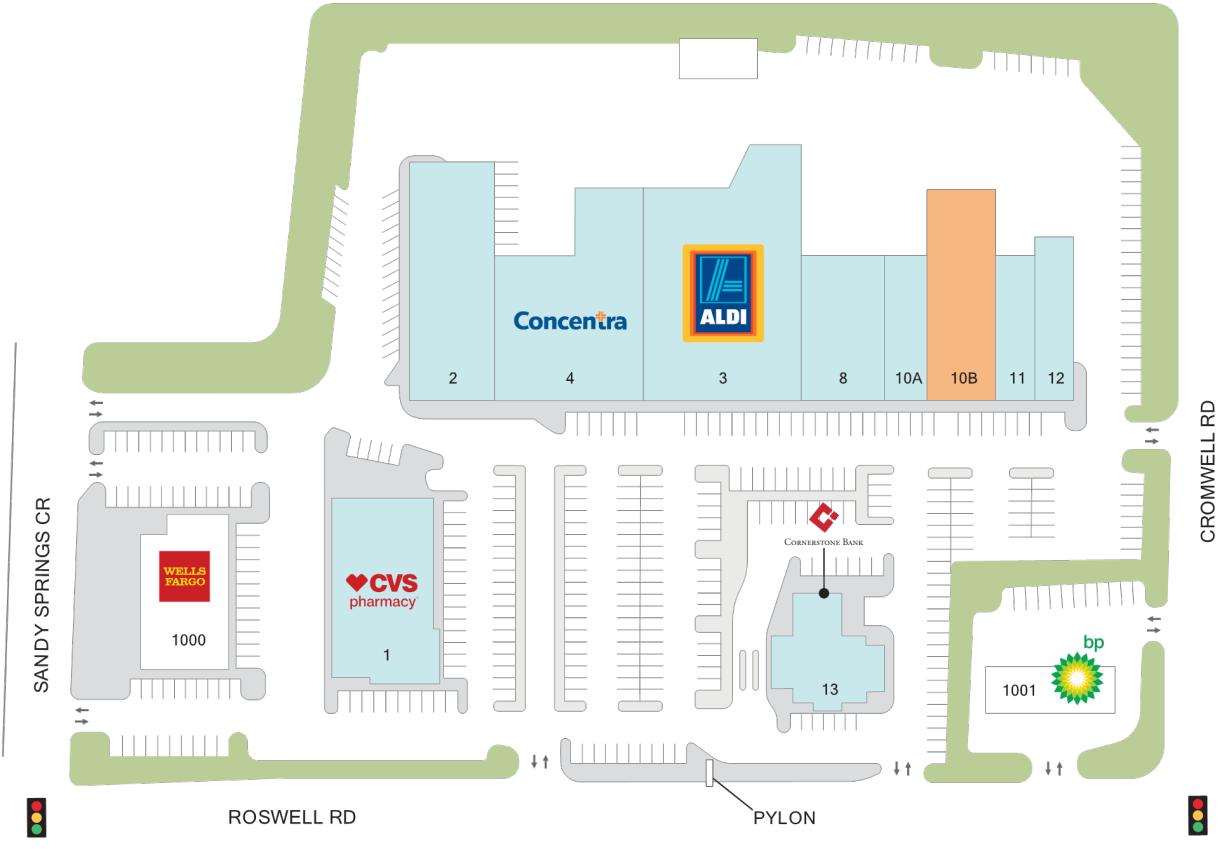 Concentra
ALDI
2
4
3
8
10A
10B
11
12
CROMWELL RD
SANDY SPRINGS CR
WELLS
FARGO
1000
CVS
pharmacy
1
CORNERSTONE BANK
13
bp
1001
ROSWELL RD
PYLON